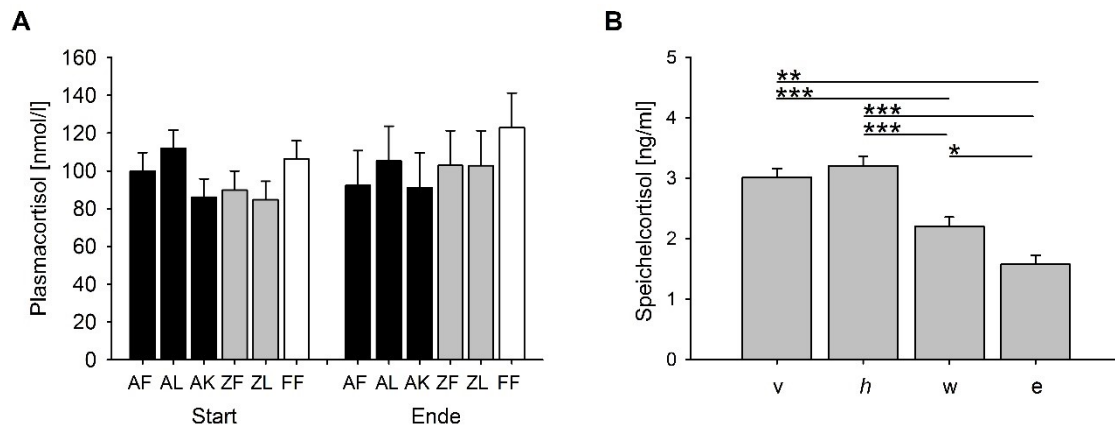 A
Plasmacortisol [nmol/l]
160
140
120
100
80
60
40
20
0
AF AL AK ZF ZL FF AF AL AK ZF ZL FF
Start Ende
B
Speichelcortisol [ng/ml]
5
4
3
2
1
0
**
***
***
***
*
v h w e